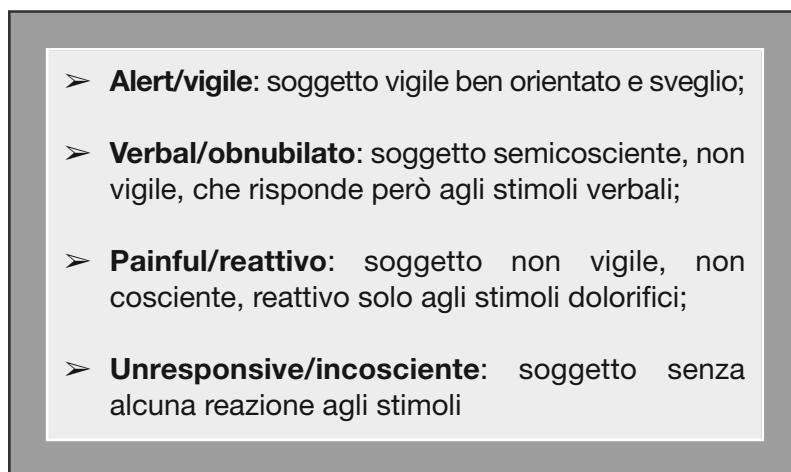 ➢ Alert/vigile: soggetto vigile ben orientato e sveglio;
➢ Verbal/obnubilato: soggetto semicosciente, non
vigile, che risponde però agli stimoli verbali;
➢ Painful/reattivo: soggetto non vigile, non
cosciente, reattivo solo agli stimoli dolorifici;
➢ Unresponsive/incosciente: soggetto senza
alcuna reazione agli stimoli